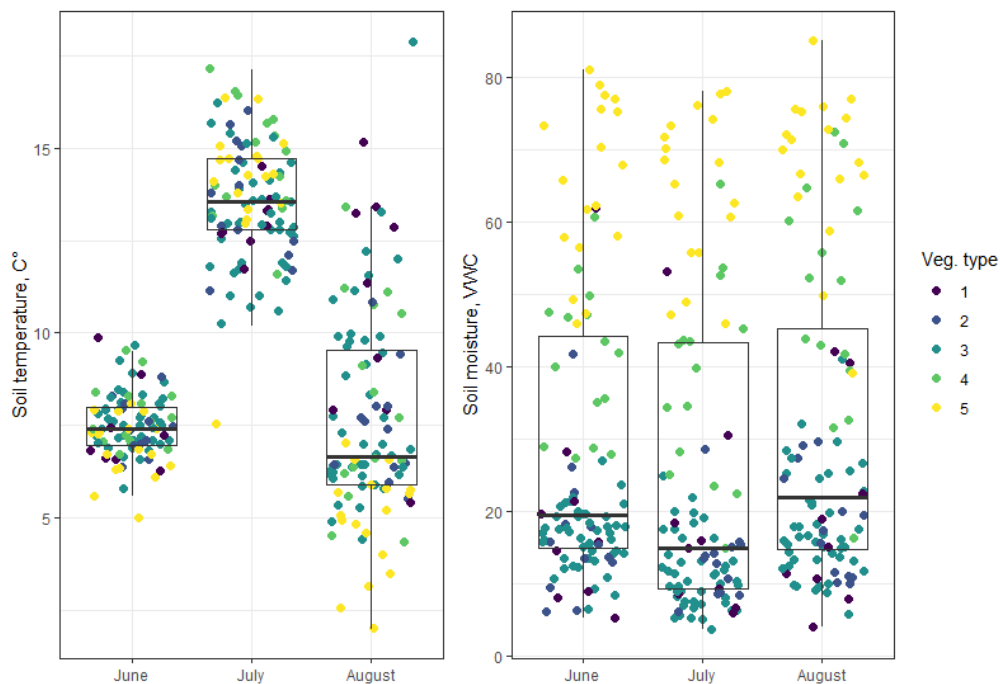 Soil temperature, C°
15
10
5
June
July
August
Soil moisture, VWC
80
60
40
20
0
June
July
August
Veg. type
1
2
3
4
5